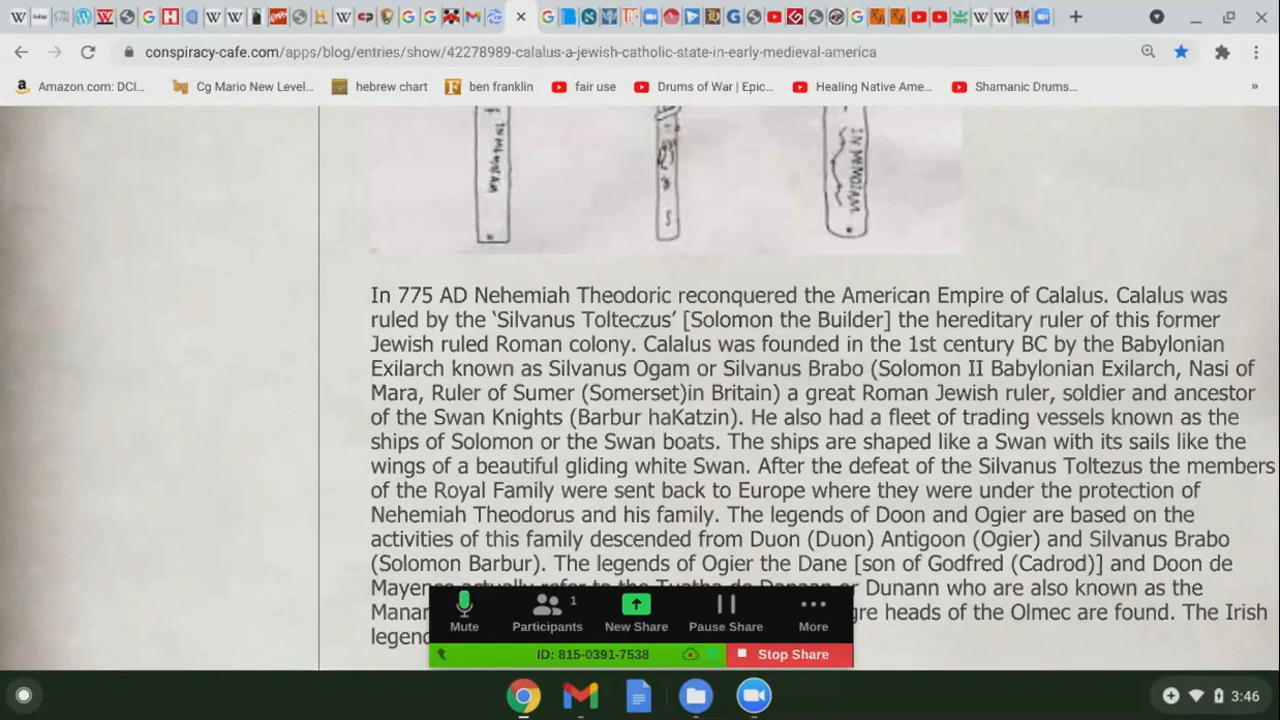 conspiracy-cafe.com/apps/blog/entries/show/42278989-calalus-a-jewish-catholic-state-in-early-medieval-america
Amazon.com: DCI... Cg Mario New Level... hebrew chart ben franklin fair use Drums of War | Epic... Healing Native Ame... Shamanic Drums... »
In 775 AD Nehemiah Theodoric reconquered the American Empire of Calalus. Calalus was
ruled by the ‘Silvanus Tolteczus’ [Solomon the Builder] the hereditary ruler of this former
Jewish ruled Roman colony. Calalus was founded in the 1st century BC by the Babylonian
Exilarch known as Silvanus Ogam or Silvanus Brabo (Solomon II Babylonian Exilarch, Nasi of
Mara, Ruler of Sumer (Somerset)in Britain) a great Roman Jewish ruler, soldier and ancestor
of the Swan Knights (Barbur haKatzin). He also had a fleet of trading vessels known as the
ships of Solomon or the Swan boats. The ships are shaped like a Swan with its sails like the
wings of a beautiful gliding white Swan. After the defeat of the Silvanus Toltezus the members
of the Royal Family were sent back to Europe where they were under the protection of
Nehemiah Theodorus and his family. The legends of Doon and Ogier are based on the
activities of this family descended from Duon (Duon) Antigoon (Ogier) and Silvanus Brabo
(Solomon Barbur). The legends of Ogier the Dane [son of Godfred (Cadrod)] and Doon de
Mayence actually refer to the Tuatha de Danaan or Dunann who are also known as the
heads of the Olmec are found. The Irish
Mute Participants 1 New Share Pause Share More
ID: 815-0391-7538 Stop Share
3:46